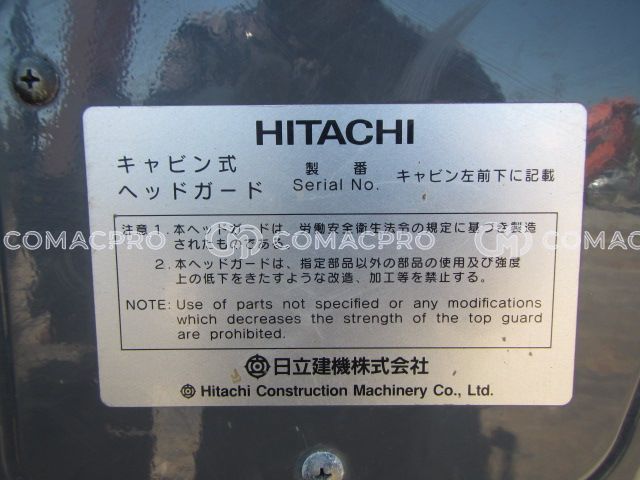 HITACHI
キャビン式
ヘッドガード
製 番
Serial No.
キャビン左前下に記載
注意 1. 本ヘッドガードは、労働安全衛生法令の規定に基づき製造
されたものである。
2. 本ヘッドガードは、指定部品以外の部品の使用及び強度
上の低下をきたすような改造、加工等を禁止する。
NOTE: Use of parts not specified or any modifications
which decreases the strength of the top guard
are prohibited.
日立建機株式会社
Hitachi Construction Machinery Co., Ltd.
COMACPRO COMACPRO COMACPRO